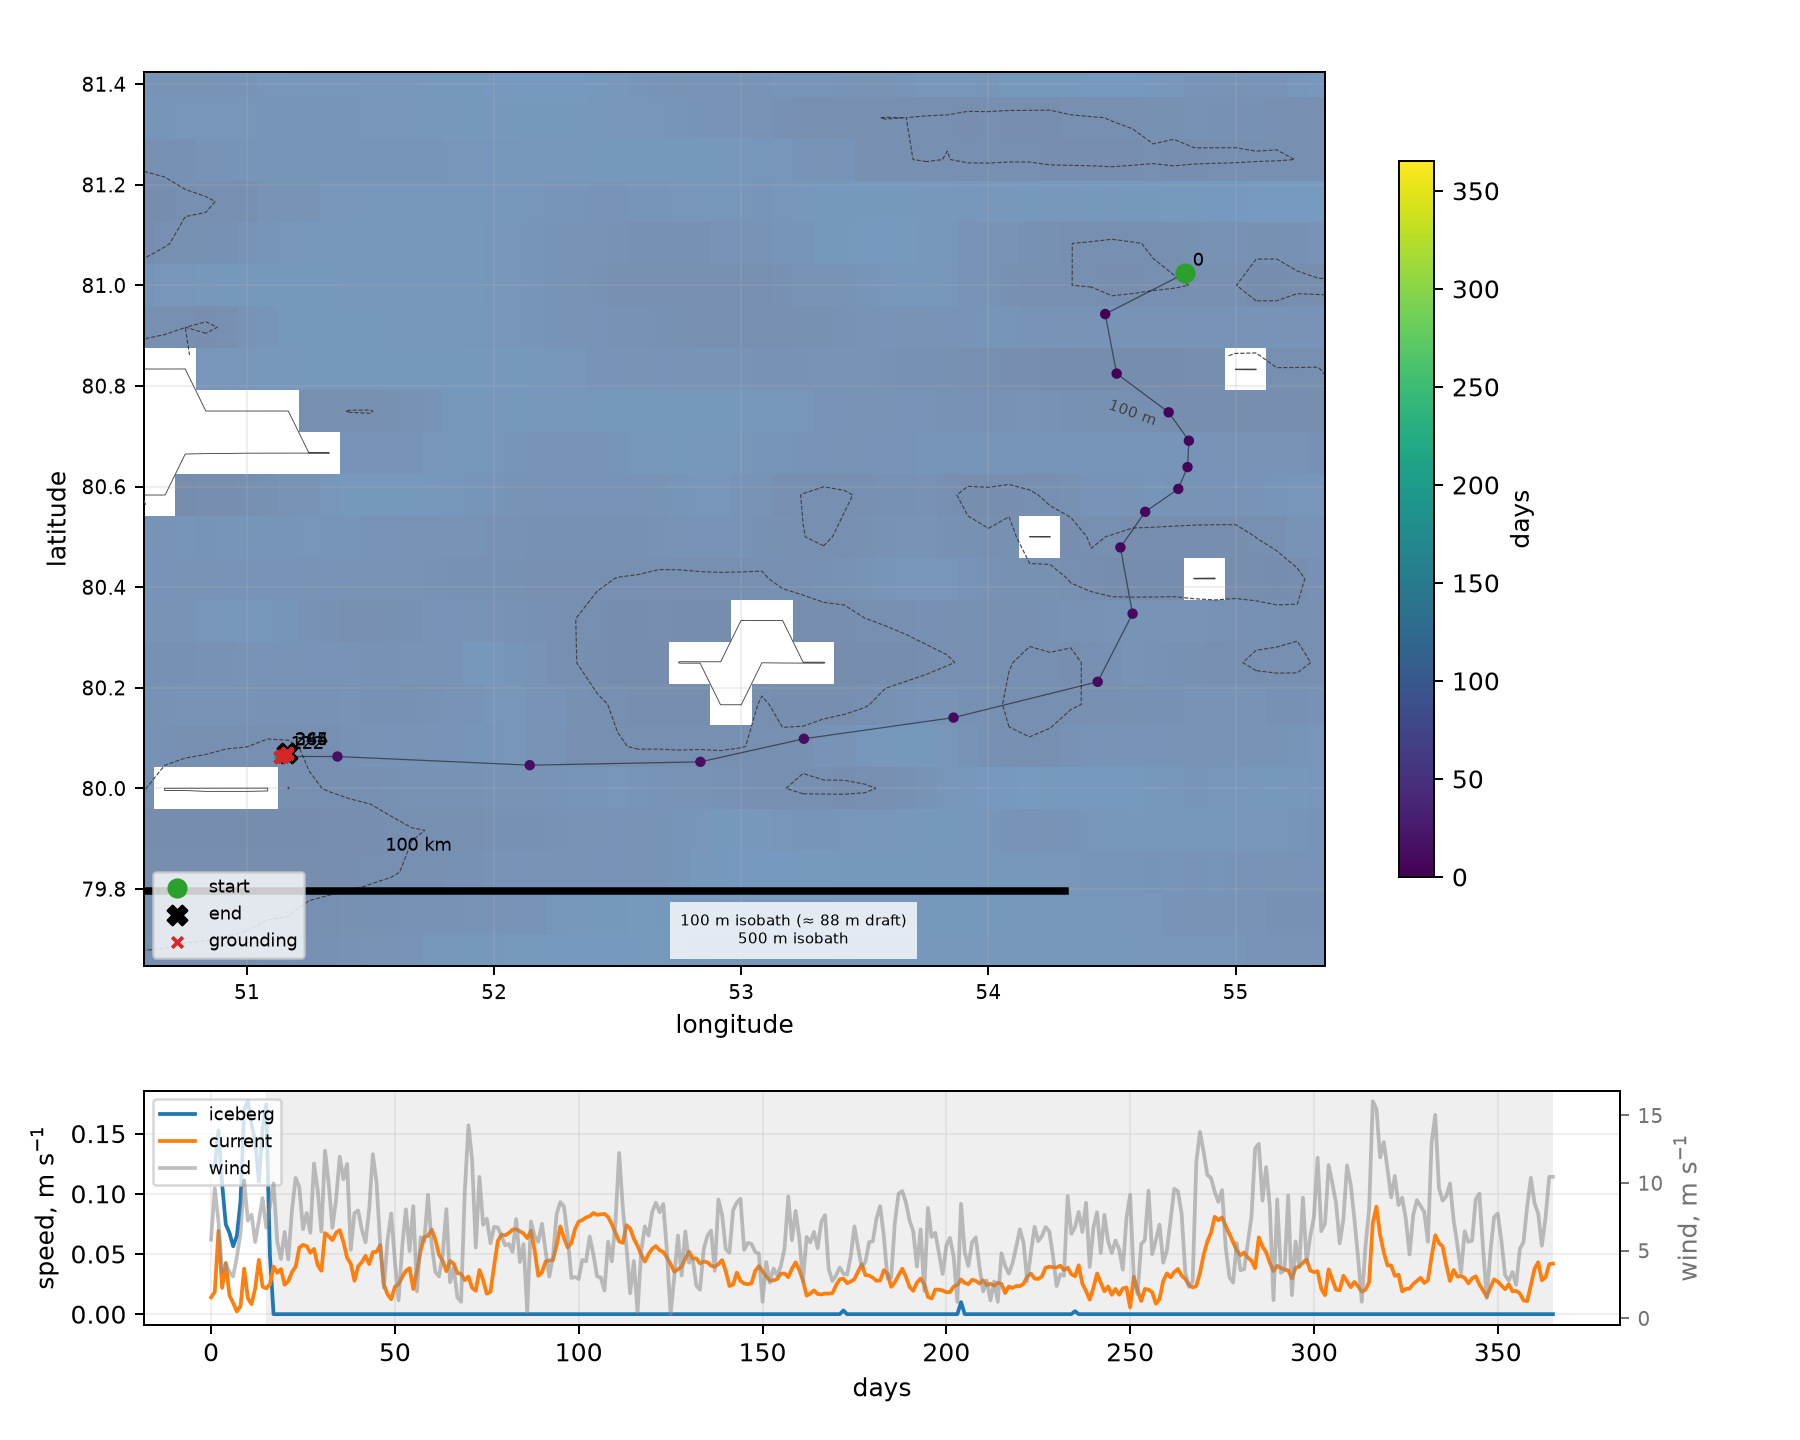 81.4
81.2
81.0
80.8
80.6
80.4
80.2
80.0
79.8
latitude
0
100 m
100 km
start
end
grounding
100 m isobath (≈ 88 m draft)
500 m isobath
51
52
53
54
55
longitude
350
300
250
200
150
100
50
0
days
iceberg
current
wind
0.15
0.10
0.05
0.00
speed, m s⁻¹
15
10
5
0
wind, m s⁻¹
0
50
100
150
200
250
300
350
days